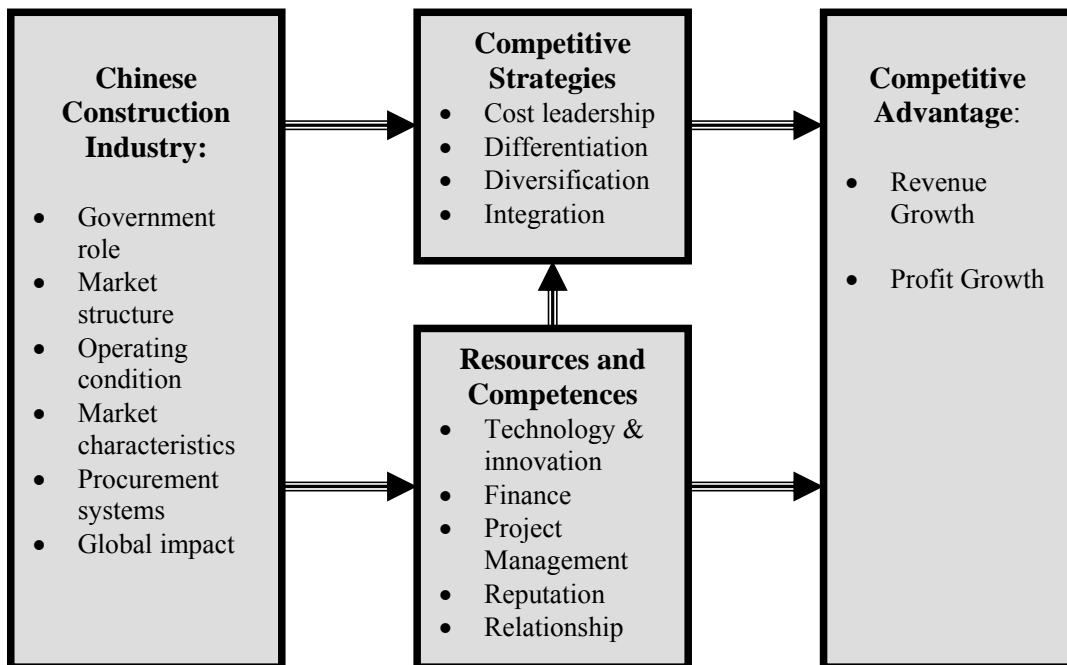 Chinese
Construction
Industry:
• Government
role
• Market
structure
• Operating
condition
• Market
characteristics
• Procurement
systems
• Global impact
Competitive
Strategies
• Cost leadership
• Differentiation
• Diversification
• Integration
Resources and
Competences
• Technology &
innovation
• Finance
• Project
Management
• Reputation
• Relationship
Competitive
Advantage:
• Revenue
Growth
• Profit Growth